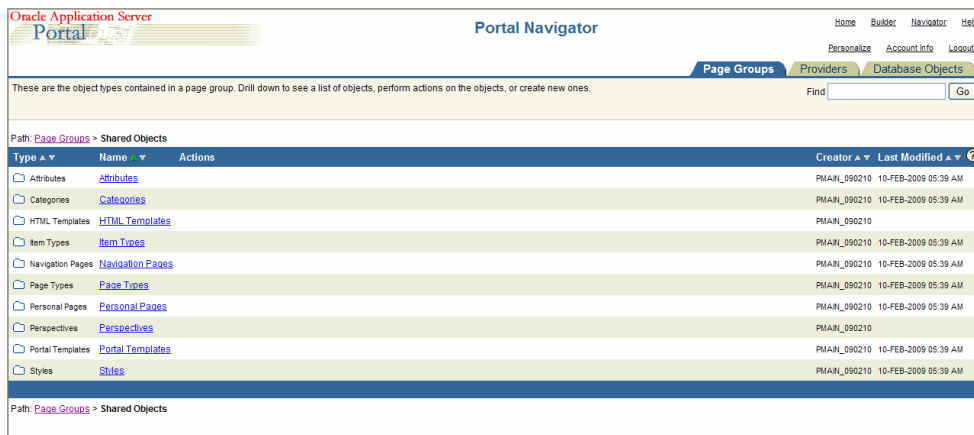 Oracle Application Server
Portal
Portal Navigator
Home Builder Navigator Hel
Personalize Account Info Logout
Page Groups Providers Database Objects
These are the object types contained in a page group. Drill down to see a list of objects, perform actions on the objects, or create new ones.
Find Go
Path: Page Groups > Shared Objects
Type Name Actions Creator Last Modified ?
Attributes Attributes PMAIN_090210 10-FEB-2009 05:39 AM
Categories Categories PMAIN_090210 10-FEB-2009 05:39 AM
HTML Templates HTML Templates PMAIN_090210
Item Types Item Types PMAIN_090210 10-FEB-2009 05:39 AM
Navigation Pages Navigation Pages PMAIN_090210 10-FEB-2009 05:39 AM
Page Types Page Types PMAIN_090210 10-FEB-2009 05:39 AM
Personal Pages Personal Pages PMAIN_090210 10-FEB-2009 05:39 AM
Perspectives Perspectives PMAIN_090210
Portal Templates Portal Templates PMAIN_090210 10-FEB-2009 05:39 AM
Styles Styles PMAIN_090210 10-FEB-2009 05:39 AM
Path: Page Groups > Shared Objects